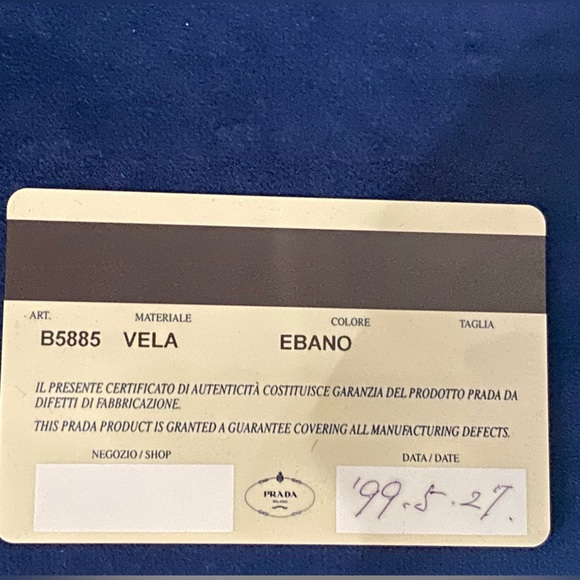 ART. MATERIALE COLORE TAGLIA
B5885 VELA EBANO
IL PRESENTE CERTIFICATO DI AUTENTICITÀ COSTITUISCE GARANZIA DEL PRODOTTO PRADA DA
DIFETTI DI FABBRICAZIONE.
THIS PRADA PRODUCT IS GRANTED A GUARANTEE COVERING ALL MANUFACTURING DEFECTS.
NEGOZIO / SHOP DATA / DATE
PRADA
MILANO
'99.5.27.